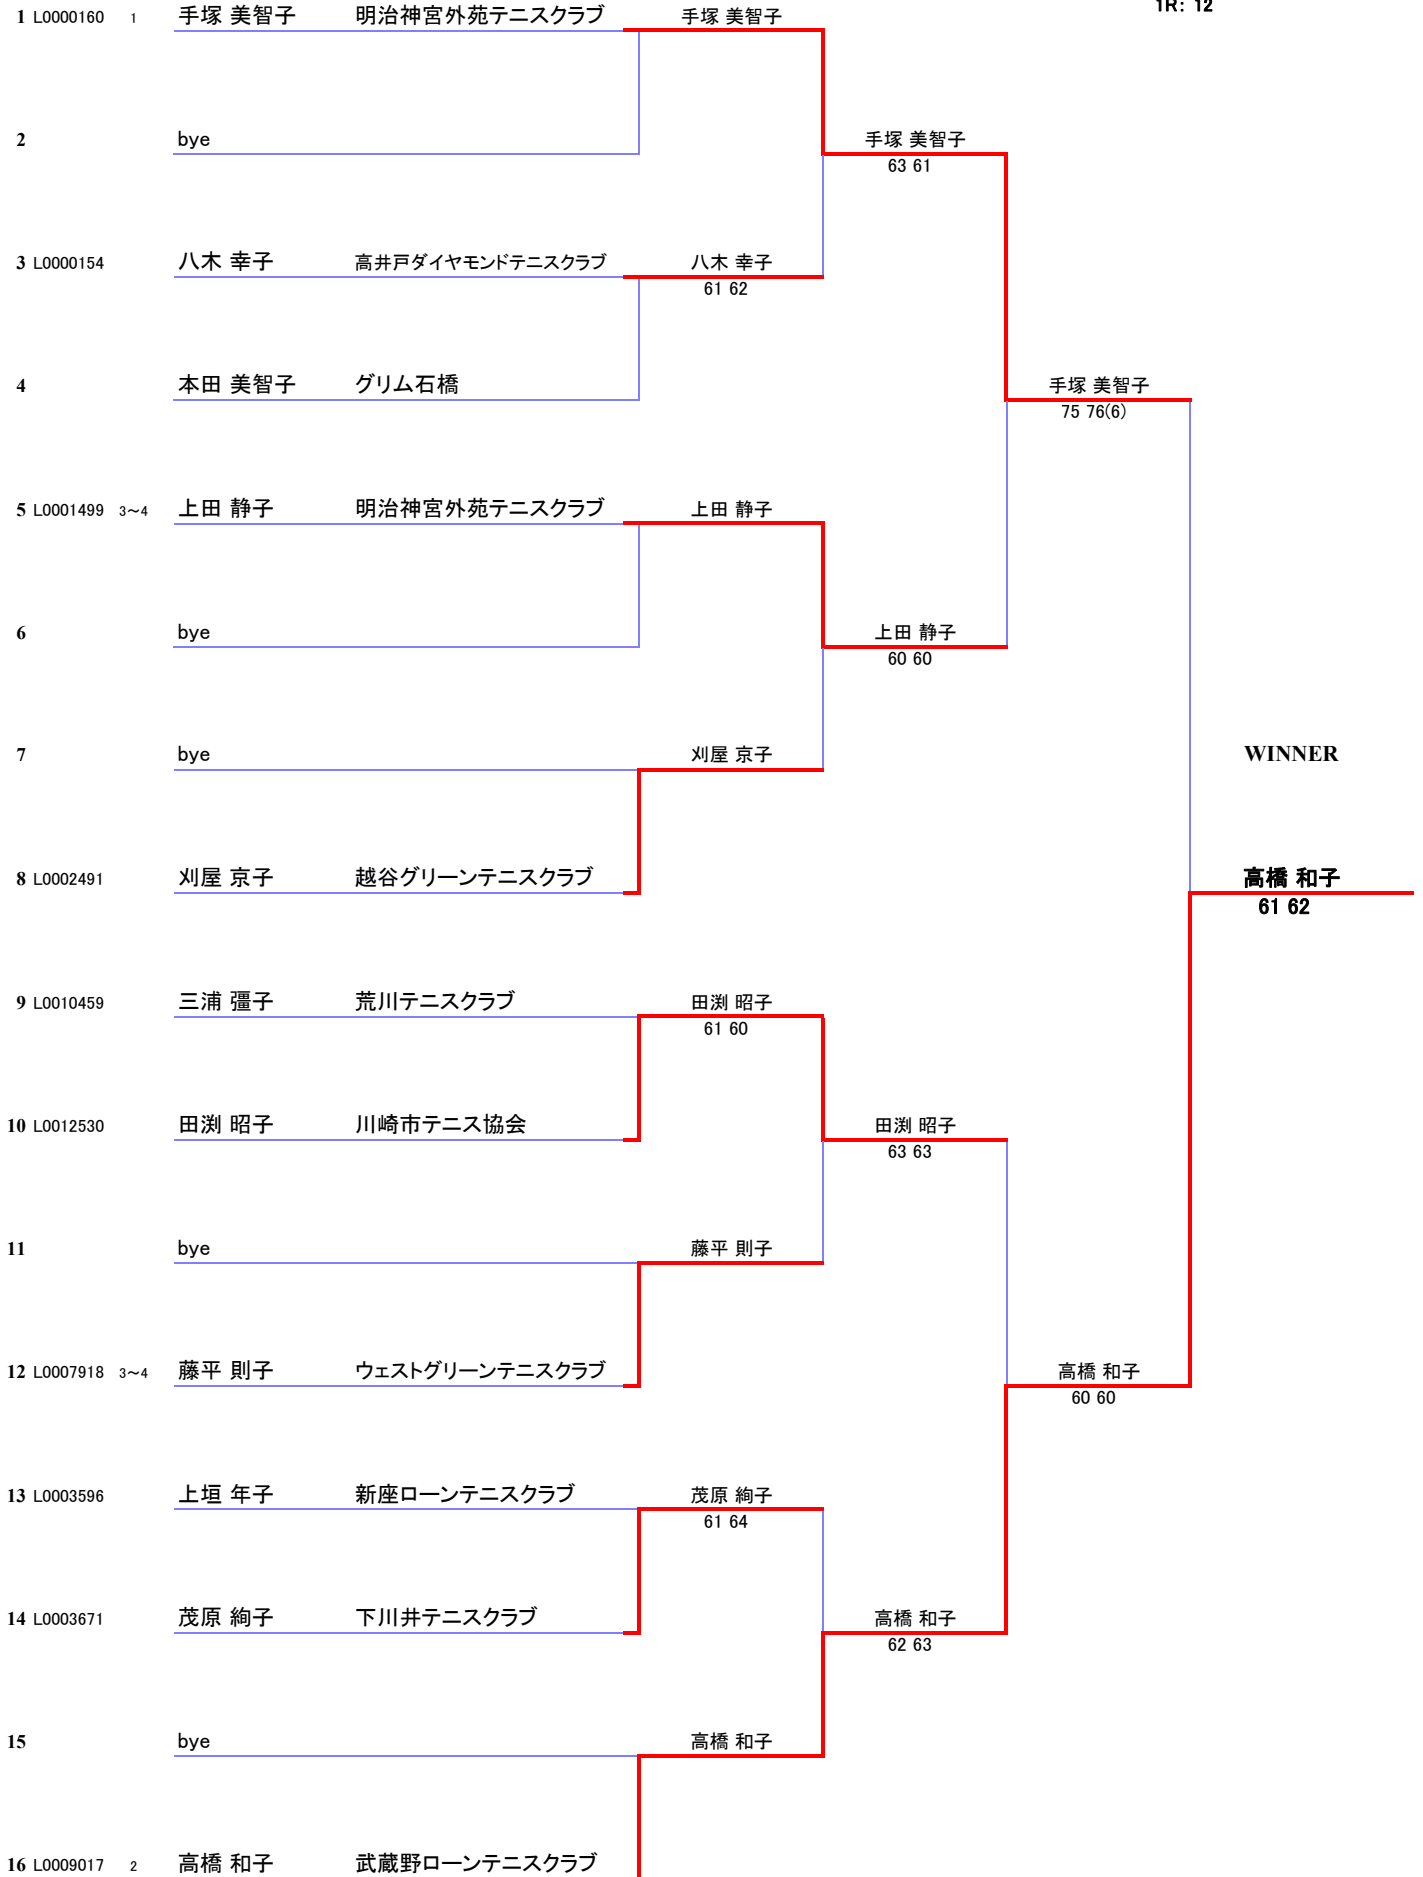 1R: 12
1 L0000160 1 手塚 美智子 明治神宮外苑テニスクラブ 手塚 美智子
2 bye 手塚 美智子
63 61
3 L0000154 八木 幸子 高井戸ダイヤモンドテニスクラブ 八木 幸子
61 62
4 本田 美智子 グリム石橋 手塚 美智子
75 76(6)
5 L0001499 3～4 上田 静子 明治神宮外苑テニスクラブ 上田 静子
6 bye 上田 静子
60 60
7 bye 刈屋 京子 WINNER
8 L0002491 刈屋 京子 越谷グリーンテニスクラブ 高橋 和子
61 62
9 L0010459 三浦 彊子 荒川テニスクラブ 田渕 昭子
61 60
10 L0012530 田渕 昭子 川崎市テニス協会 田渕 昭子
63 63
11 bye 藤平 則子
12 L0007918 3～4 藤平 則子 ウェストグリーンテニスクラブ 高橋 和子
60 60
13 L0003596 上垣 年子 新座ローンテニスクラブ 茂原 絢子
61 64
14 L0003671 茂原 絢子 下川井テニスクラブ 高橋 和子
62 63
15 bye 高橋 和子
16 L0009017 2 高橋 和子 武蔵野ローンテニスクラブ